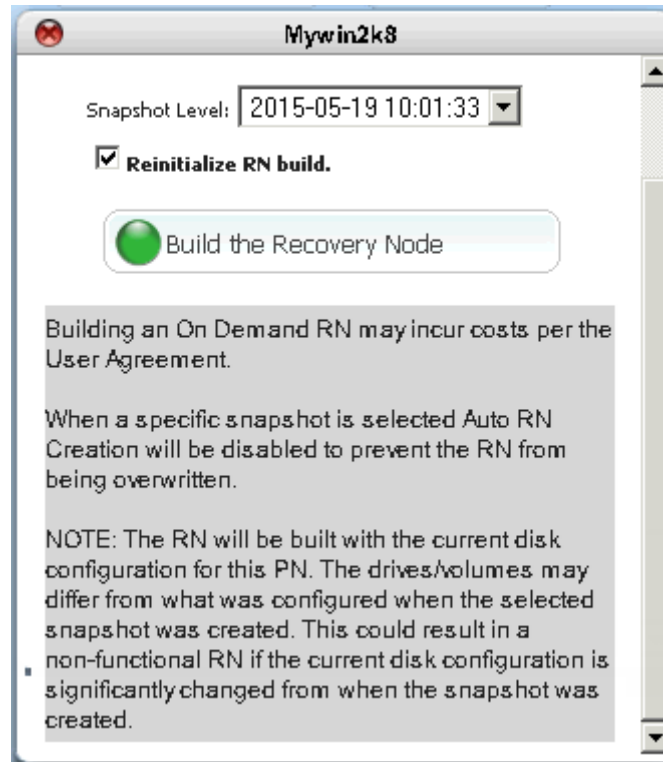 Mywin2k8
Snapshot Level: 2015-05-19 10:01:33
Reinitialize RN build.
Build the Recovery Node
Building an On Demand RN may incur costs per the
User Agreement.
When a specific snapshot is selected Auto RN
Creation will be disabled to prevent the RN from
being overwritten.
NOTE: The RN will be built with the current disk
configuration for this PN. The drives/volumes may
differ from what was configured when the selected
snapshot was created. This could result in a
non-functional RN if the current disk configuration is
significantly changed from when the snapshot was
created.